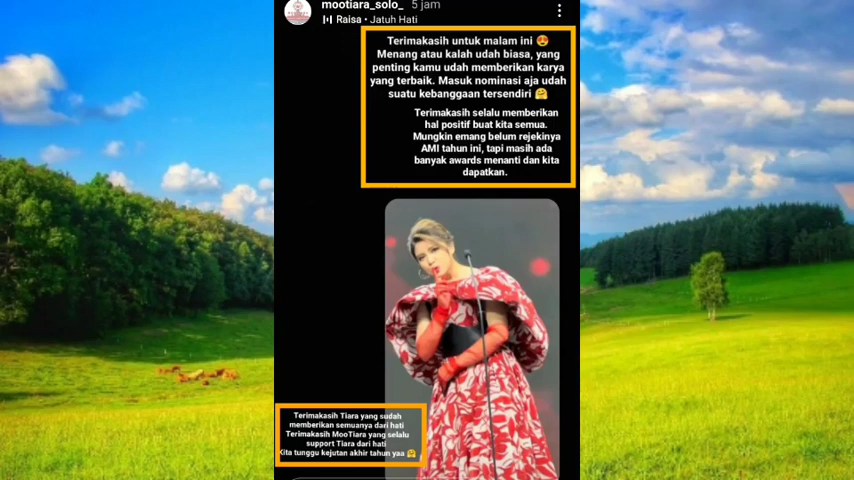 mootiara_solo_ 5 jam
Raisa • Jatuh Hati
Terimakasih untuk malam ini 😍
Menang atau kalah udah biasa, yang
penting kamu udah memberikan karya
yang terbaik. Masuk nominasi aja udah
suatu kebanggaan tersendiri 🤗
Terimakasih selalu memberikan
hal positif buat kita semua.
Mungkin emang belum rejekinya
AMI tahun ini, tapi masih ada
banyak awards menanti dan kita
dapatkan.
Terimakasih Tiara yang sudah
memberikan semuanya dari hati
Terimakasih MooTiara yang selalu
support Tiara dari hati
Kita tunggu kejutan akhir tahun yaa 🤗